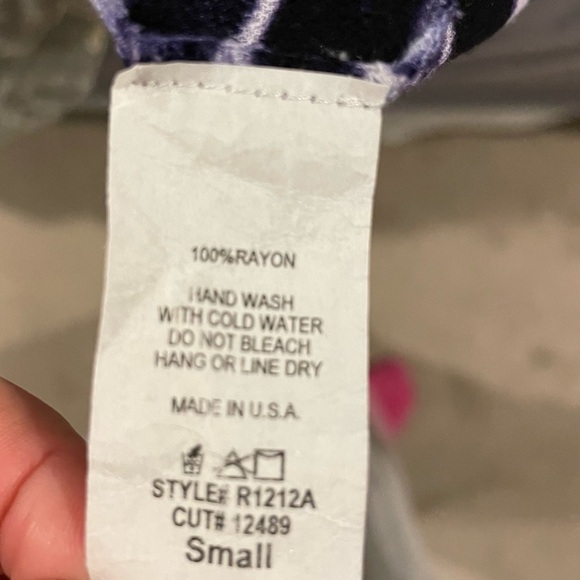 100%RAYON
HAND WASH
WITH COLD WATER
DO NOT BLEACH
HANG OR LINE DRY
MADE IN U.S.A.
STYLE# R1212A
CUT# 12489
Small